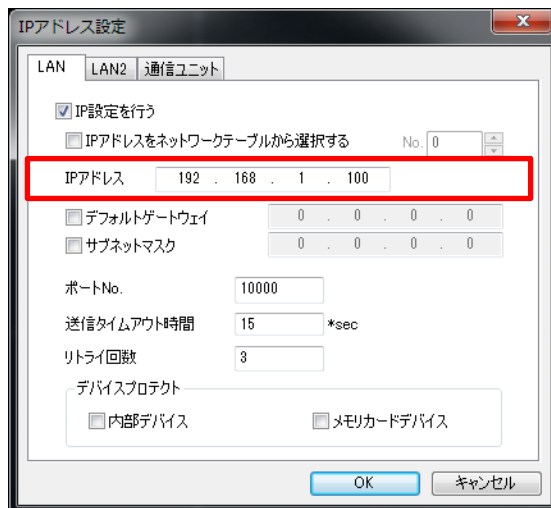 IPアドレス設定
LAN LAN2 通信ユニット
IP設定を行う
IPアドレスをネットワークテーブルから選択する No. 0
IPアドレス 192 . 168 . 1 . 100
デフォルトゲートウェイ 0 . 0 . 0 . 0
サブネットマスク 0 . 0 . 0 . 0
ポートNo. 10000
送信タイムアウト時間 15 *sec
リトライ回数 3
デバイスプロテクト
内部デバイス メモリカードデバイス
OK キャンセル